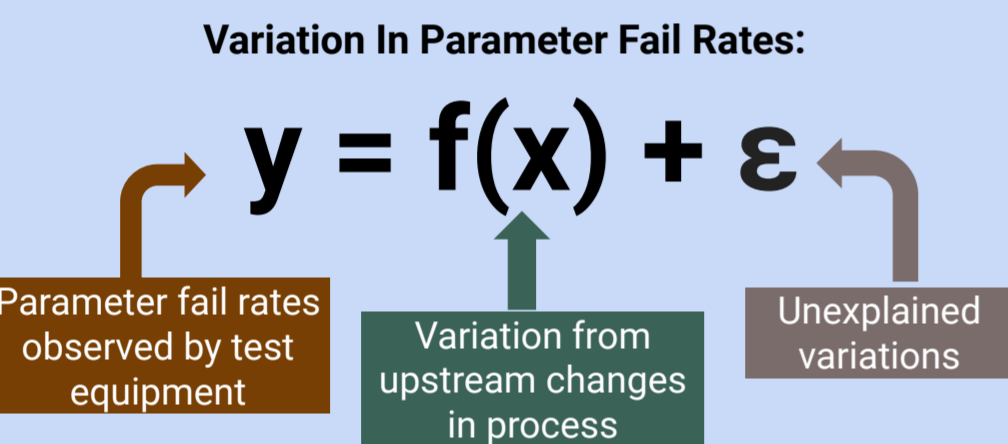 Variation In Parameter Fail Rates:
y = f(x) + ε
Parameter fail rates
observed by test
equipment
Variation from
upstream changes
in process
Unexplained
variations